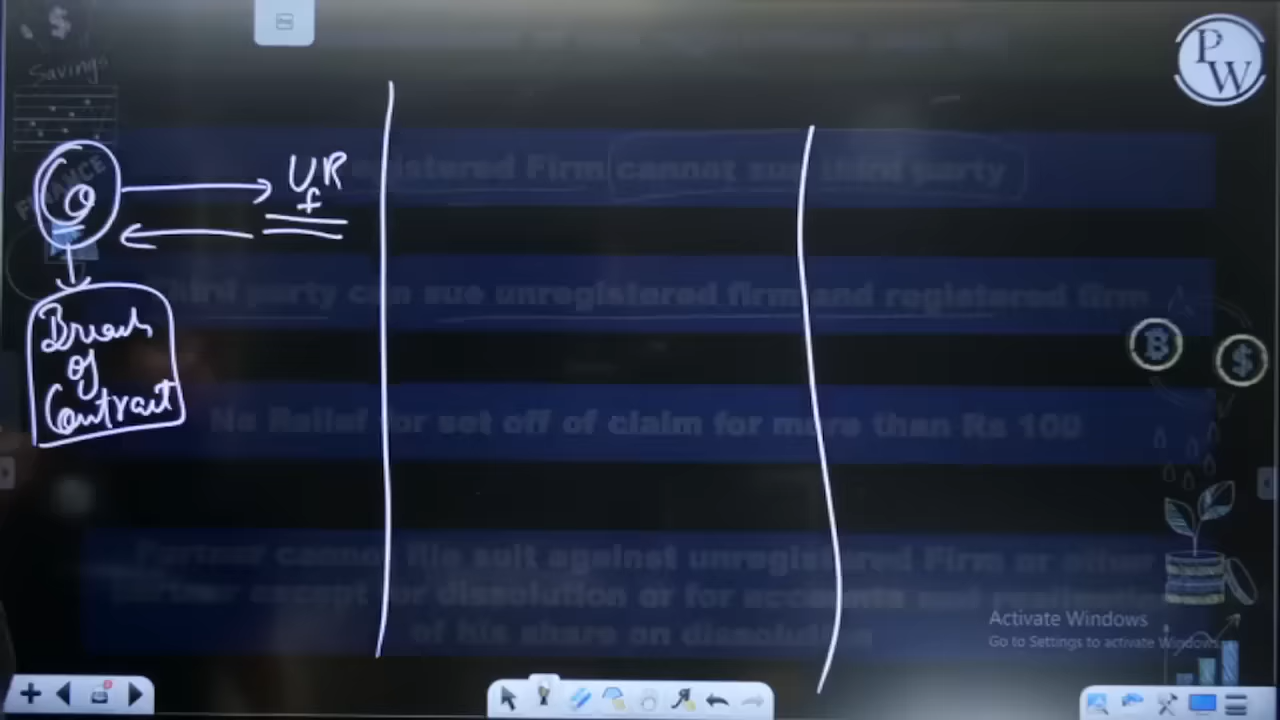 Savings
FINANCE
P
W
UR
f
Breach
of
Contract
egistered Firm cannot sue third party
Third party can sue unregistered firm and registered firm
No Relief for set off of claim for more than Rs 100
Partner cannot file suit against unregistered Firm or other
partner except for dissolution or for accounts and
of his share on dissolution
Activate Windows
Go to Settings to activate Windows.